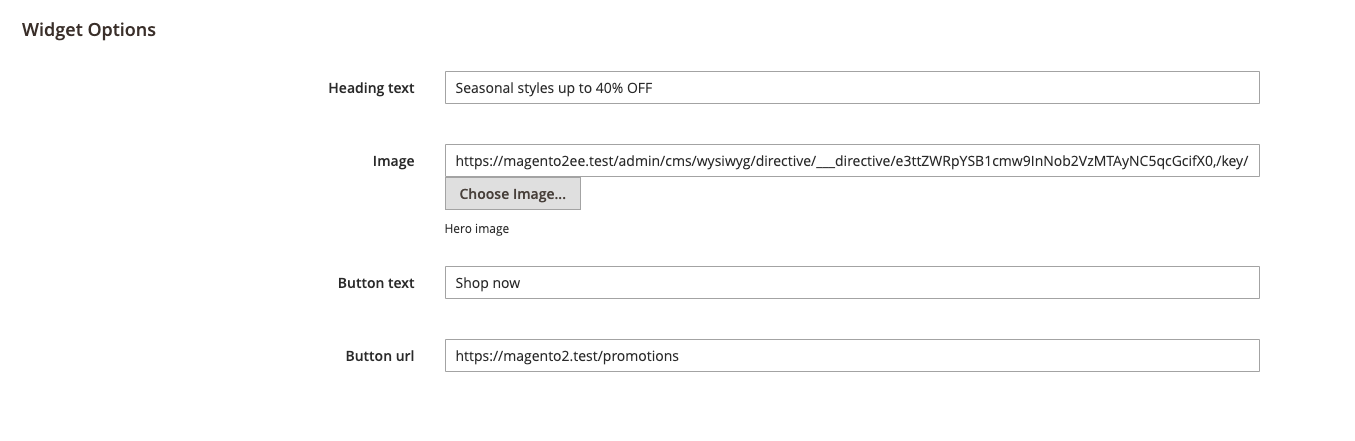 Widget Options
Heading text
Seasonal styles up to 40% OFF
Image
https://magento2ee.test/admin/cms/wysiwyg/directive/___directive/e3ttZWRpYSB1cmw9InNob2VzMTAyNC5qcGcifX0,/key/
Choose Image...
Hero image
Button text
Shop now
Button url
https://magento2.test/promotions